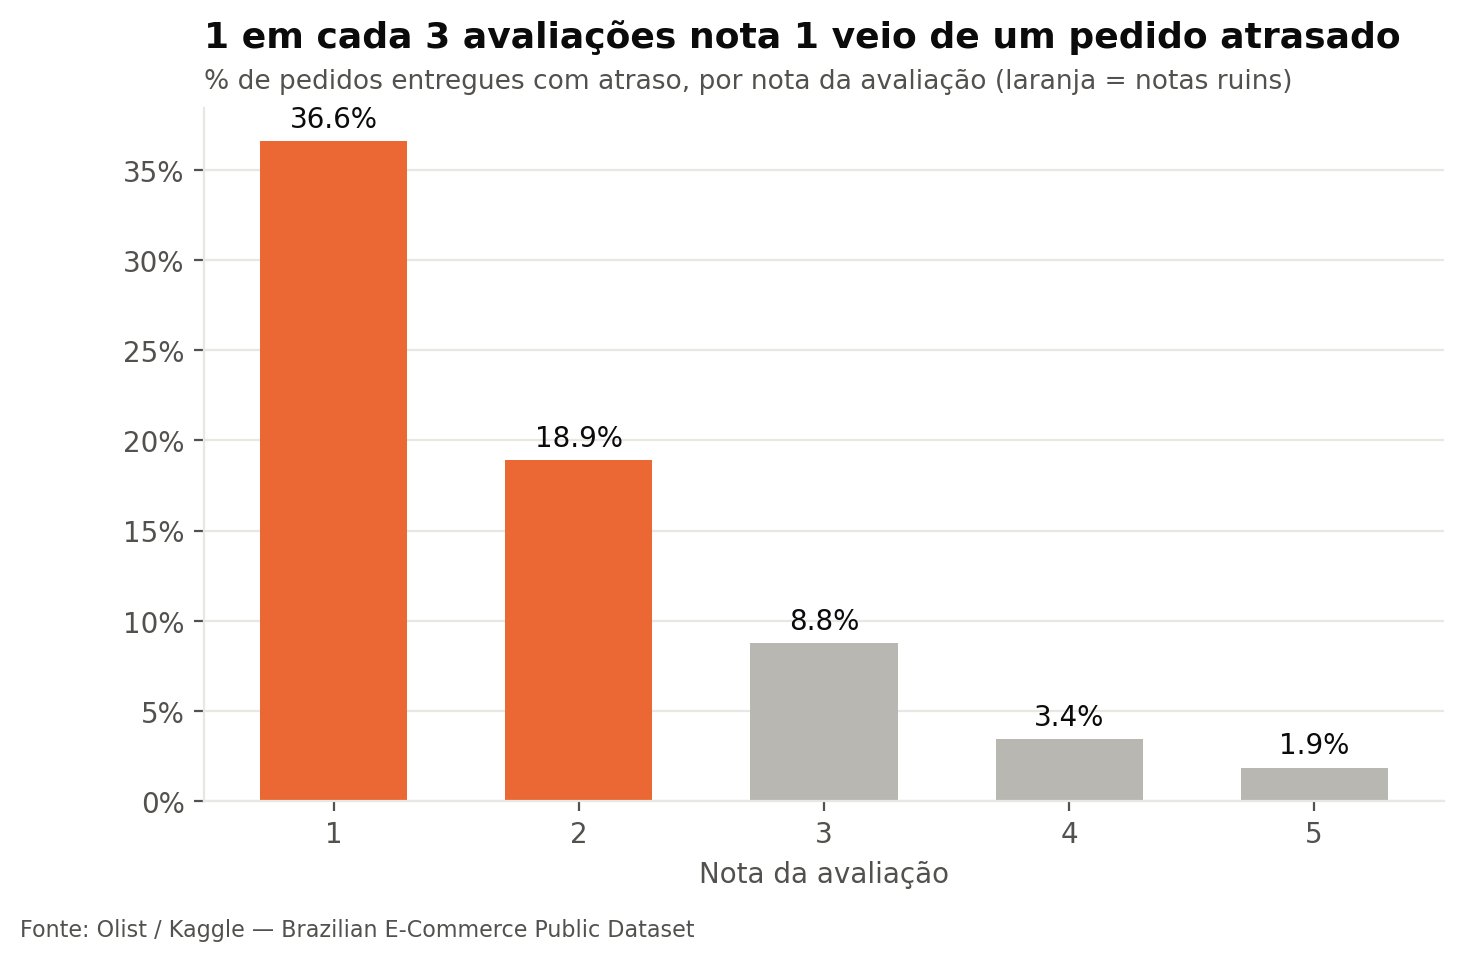 1 em cada 3 avaliações nota 1 veio de um pedido atrasado
% de pedidos entregues com atraso, por nota da avaliação (laranja = notas ruins)
36.6%
35%
30%
25%
20%
18.9%
15%
10%
8.8%
5%
3.4%
1.9%
0%
1 2 3 4 5
Nota da avaliação
Fonte: Olist / Kaggle — Brazilian E-Commerce Public Dataset